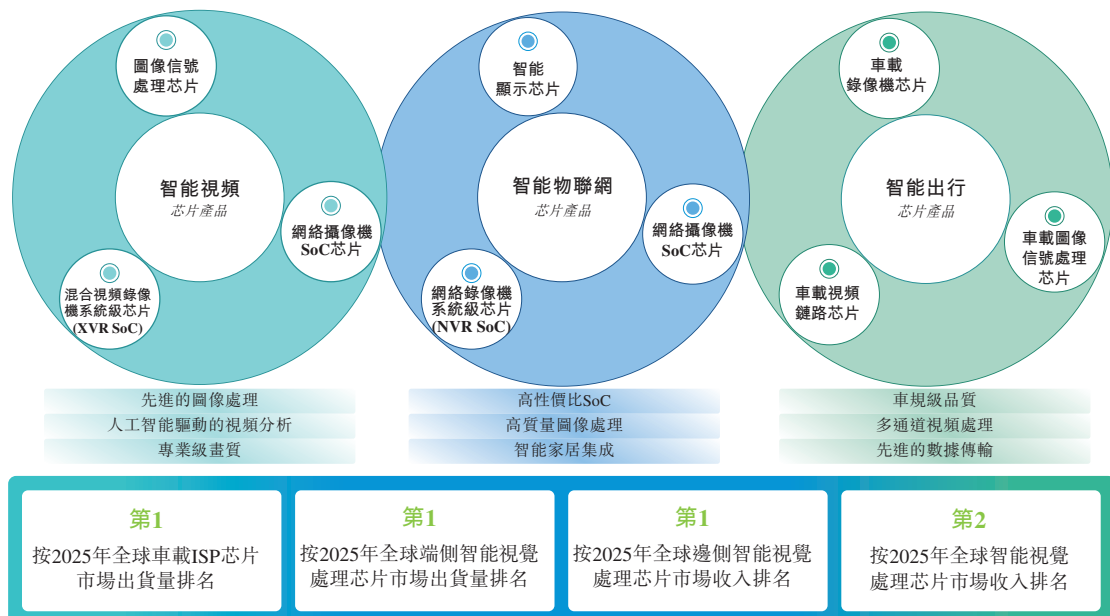 圖像信號
處理芯片
智能視頻
芯片產品
網絡攝像機
SoC芯片
混合視頻錄像
機系統級芯片
(XVR SoC)
智能
顯示芯片
智能物聯網
芯片產品
網絡攝像機
SoC芯片
網絡錄像機
系統級芯片
(NVR SoC)
車載
錄像機芯片
智能出行
芯片產品
車載圖像
信號處理
芯片
車載視頻
鏈路芯片
先進的圖像處理
人工智能驅動的視頻分析
專業級畫質
高性價比SoC
高質量圖像處理
智能家居集成
車規級品質
多通道視頻處理
先進的數據傳輸
第1
按2025年全球車載ISP芯片
市場出貨量排名
第1
按2025年全球端側智能視覺
處理芯片市場出貨量排名
第1
按2025年全球邊側智能視覺
處理芯片市場收入排名
第2
按2025年全球智能視覺
處理芯片市場收入排名